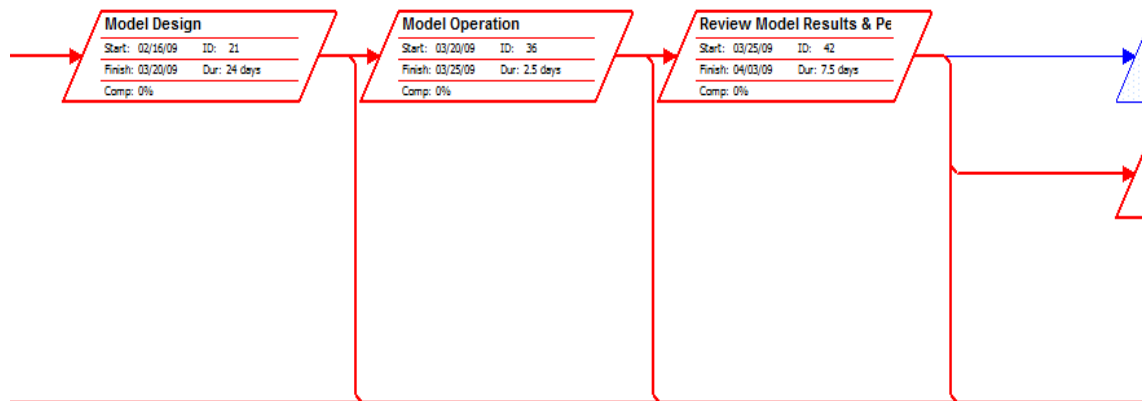 Model Design
Start: 02/16/09 ID: 21
Finish: 03/20/09 Dur: 24 days
Comp: 0%
Model Operation
Start: 03/20/09 ID: 36
Finish: 03/25/09 Dur: 2.5 days
Comp: 0%
Review Model Results & Pe
Start: 03/25/09 ID: 42
Finish: 04/03/09 Dur: 7.5 days
Comp: 0%